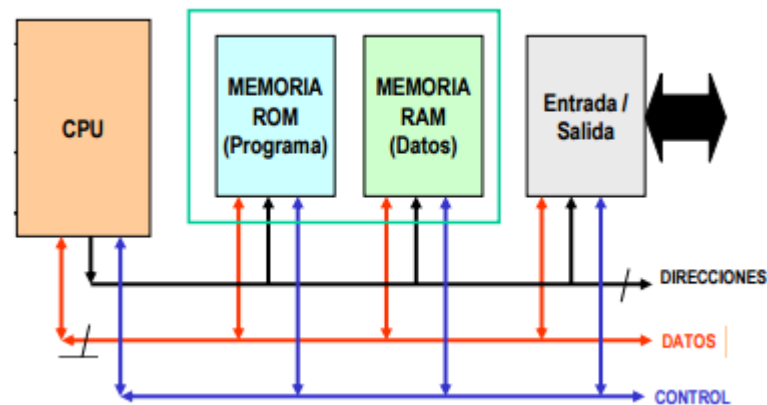 CPU
MEMORIA
ROM
(Programa)
MEMORIA
RAM
(Datos)
Entrada /
Salida
DIRECCIONES
DATOS
CONTROL